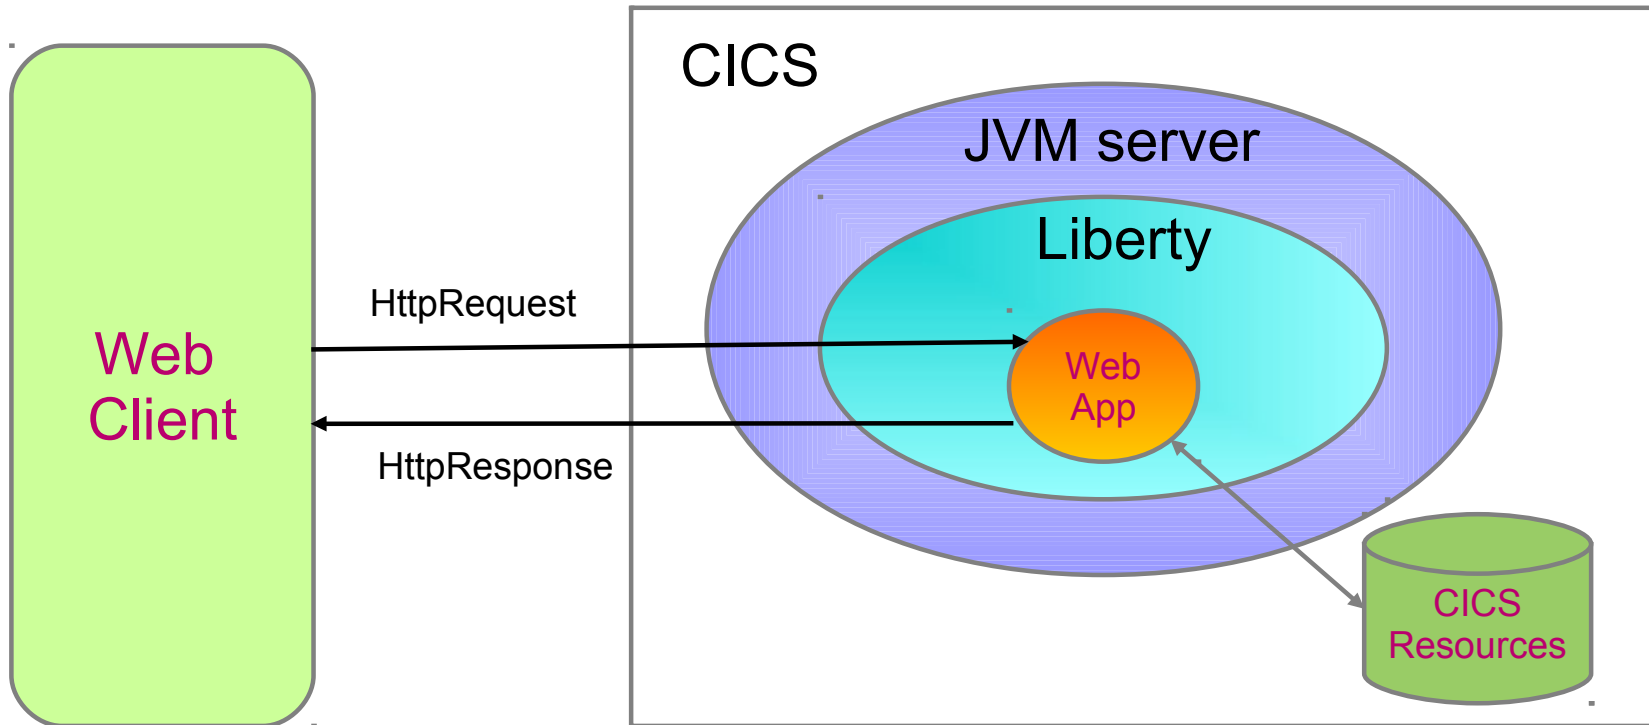 CICS
JVM server
Liberty
HttpRequest
Web
Client
Web
App
HttpResponse
CICS
Resources